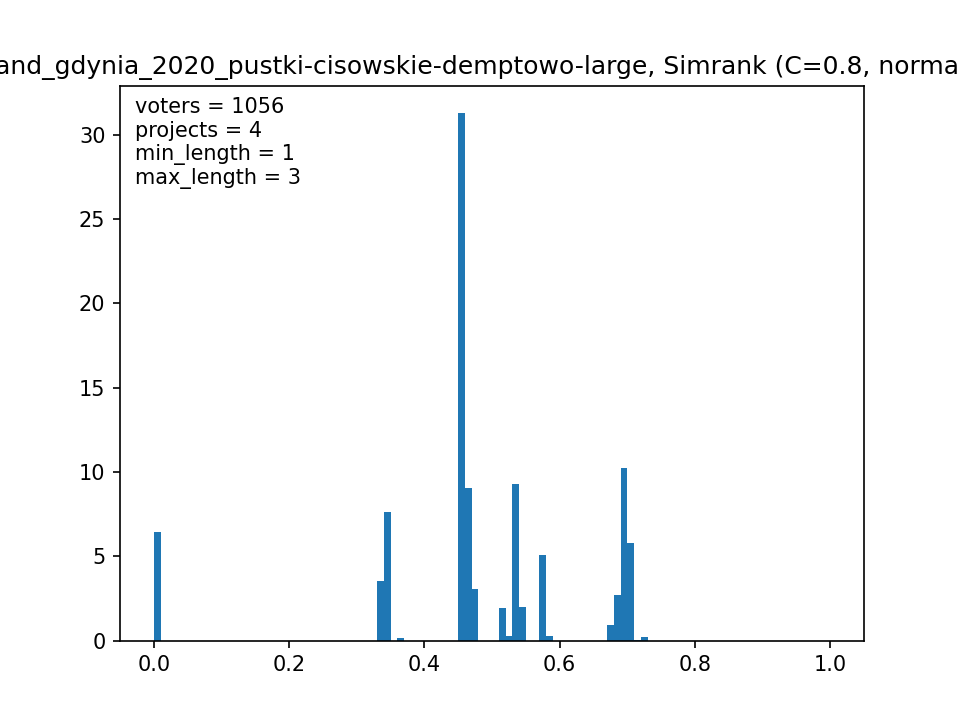 and_gdynia_2020_pustki-cisowskie-demptowo-large, Simrank (C=0.8, norma
voters = 1056
projects = 4
min_length = 1
max_length = 3
30
25
20
15
10
5
0
0.0 0.2 0.4 0.6 0.8 1.0